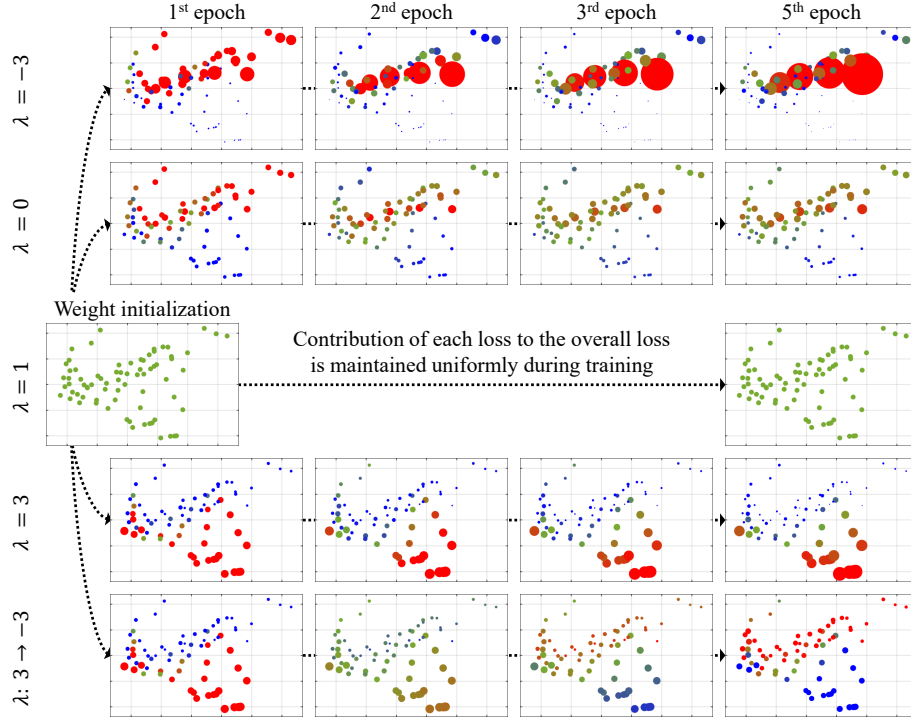 1st epoch
2nd epoch
3rd epoch
5th epoch
λ = −3
λ = 0
Weight initialization
Contribution of each loss to the overall loss
is maintained uniformly during training
λ = 1
λ = 3
λ: 3 → −3